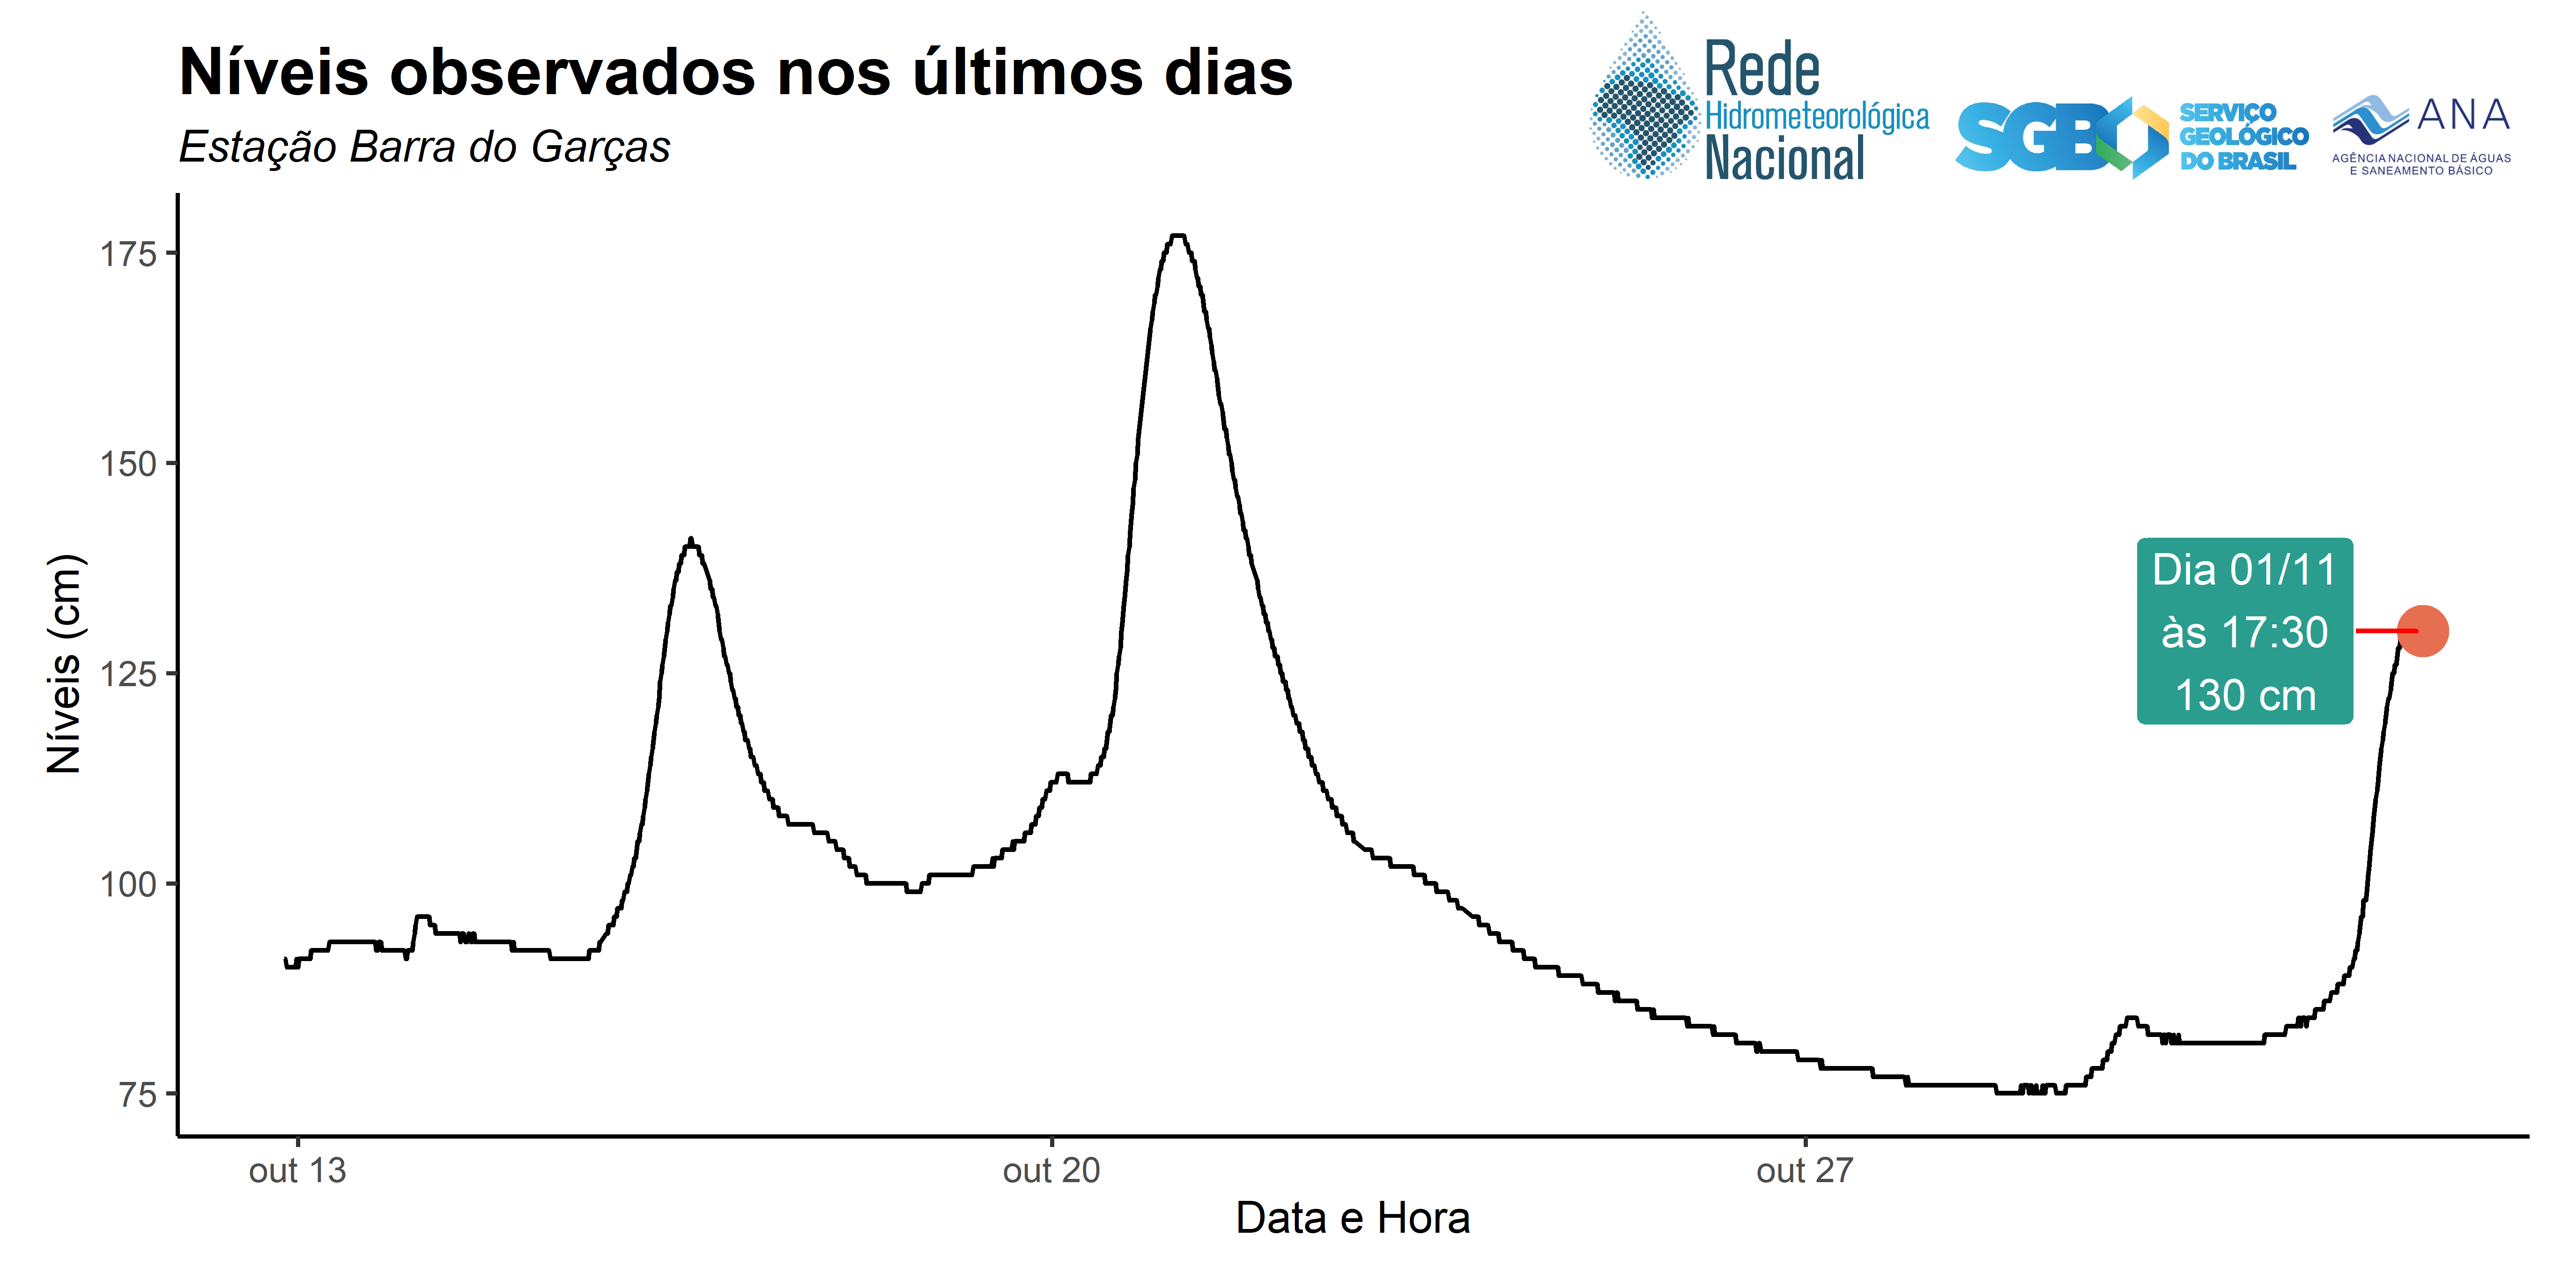 Níveis observados nos últimos dias
Estação Barra do Garças
Rede
Hidrometeorológica
Nacional
SGB
SERVIÇO
GEOLÓGICO
DO BRASIL
ANA
AGÊNCIA NACIONAL DE ÁGUAS
E SANEAMENTO BÁSICO
Níveis (cm)
175
150
125
100
75
Dia 01/11
às 17:30
130 cm
out 13
out 20
out 27
Data e Hora